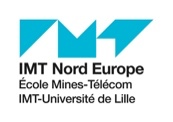 IMT Nord Europe
École Mines-Télécom
IMT-Université de Lille